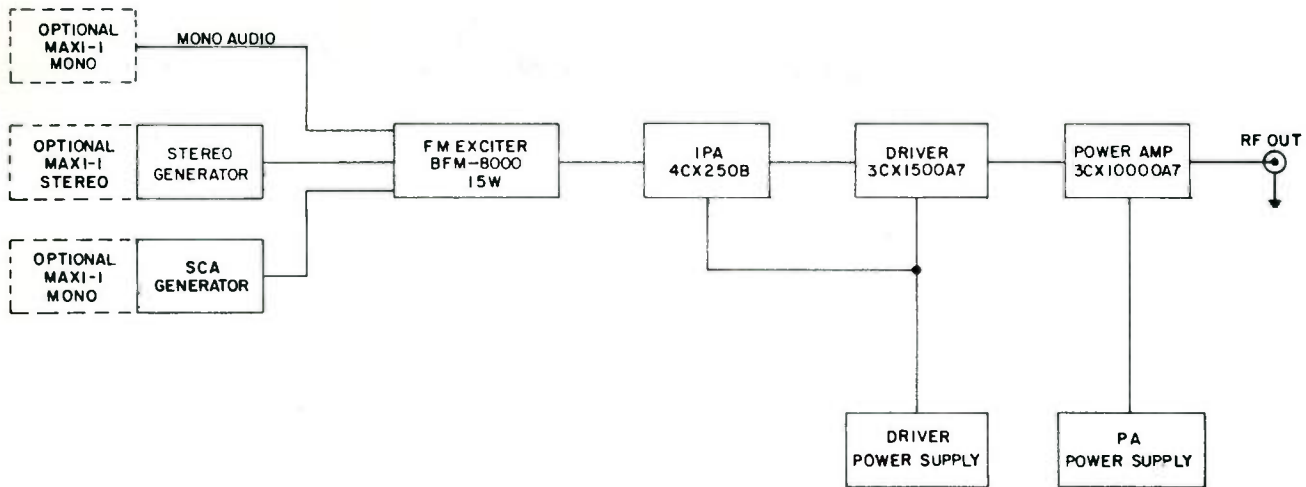 OPTIONAL
MAXI-I
MONO
MONO AUDIO
OPTIONAL
MAXI-I
STEREO
STEREO
GENERATOR
OPTIONAL
MAXI-I
MONO
SCA
GENERATOR
FM EXCITER
BFM-8000
15W
IPA
4CX250B
DRIVER
3CX1500A7
POWER AMP
3CX10000A7
RF OUT
DRIVER
POWER SUPPLY
PA
POWER SUPPLY